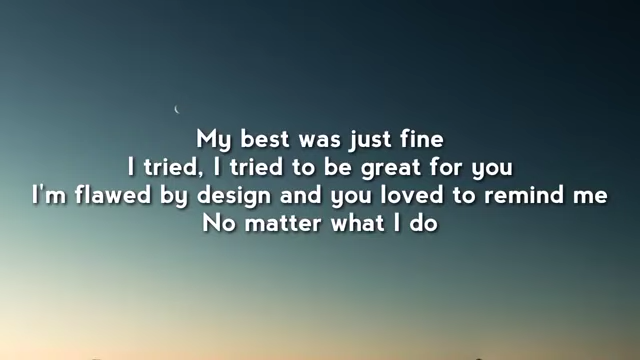 My best was just fine
I tried, I tried to be great for you
I'm flawed by design and you loved to remind me
No matter what I do